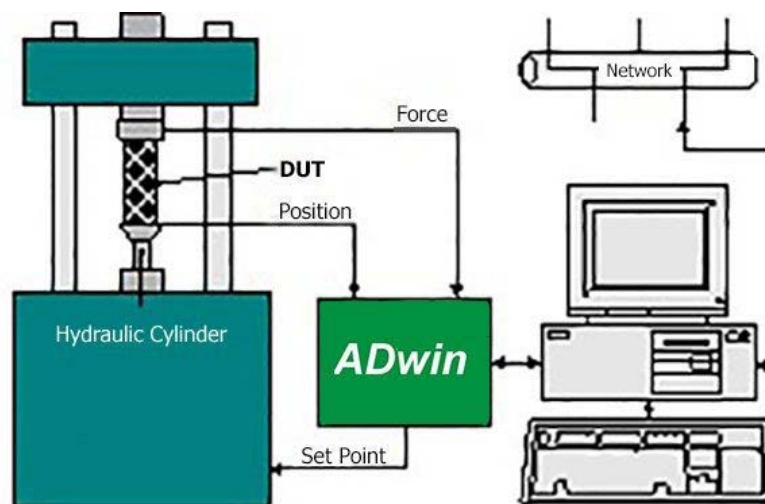 Network
Force
DUT
Position
Hydraulic Cylinder
ADwin
Set Point